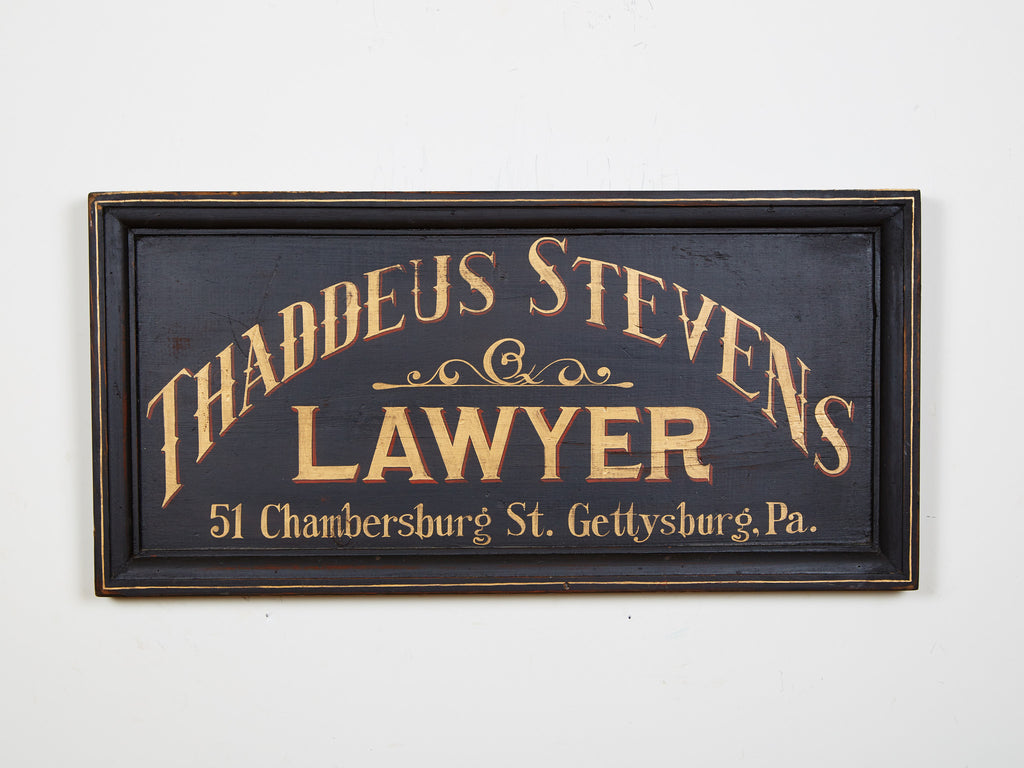 THADDEUS STEVENS
LAWYER
51 Chambersburg St. Gettysburg, Pa.